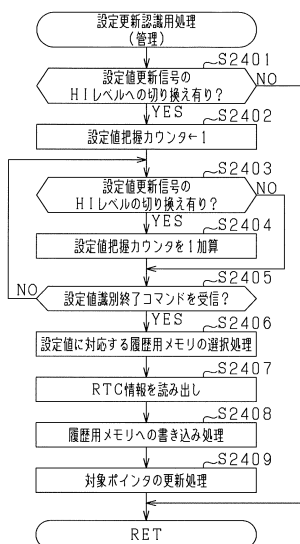 設定更新認識用処理
(管理)
S2401
設定値更新信号の
HIレベルへの切り換え有り?
NO
YES
S2402
設定値把握カウンタ←1
S2403
設定値更新信号の
HIレベルの切り換え有り?
NO
YES
S2404
設定値把握カウンタを1加算
S2405
NO
設定値識別終了コマンドを受信?
YES
S2406
設定値に対応する履歴用メモリの選択処理
S2407
RTC情報を読み出し
S2408
履歴用メモリへの書き込み処理
S2409
対象ポインタの更新処理
RET